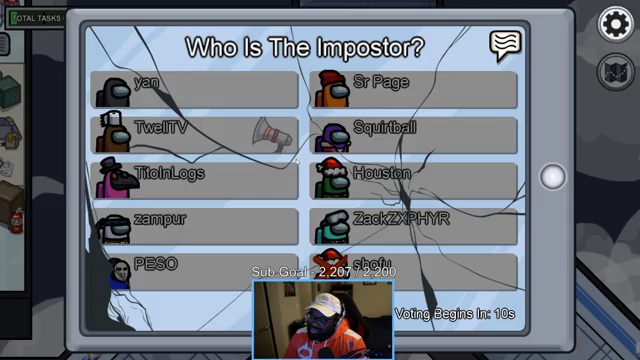 TOTAL TASKS
Who Is The Impostor?
yan
Sr Page
TwellTV
Squirtball
TitoInLogs
Houston
zampur
ZackZXPHYR
PESO
shofu
Sub-Goal - 2,207 / 2,200
Voting Begins In: 10s